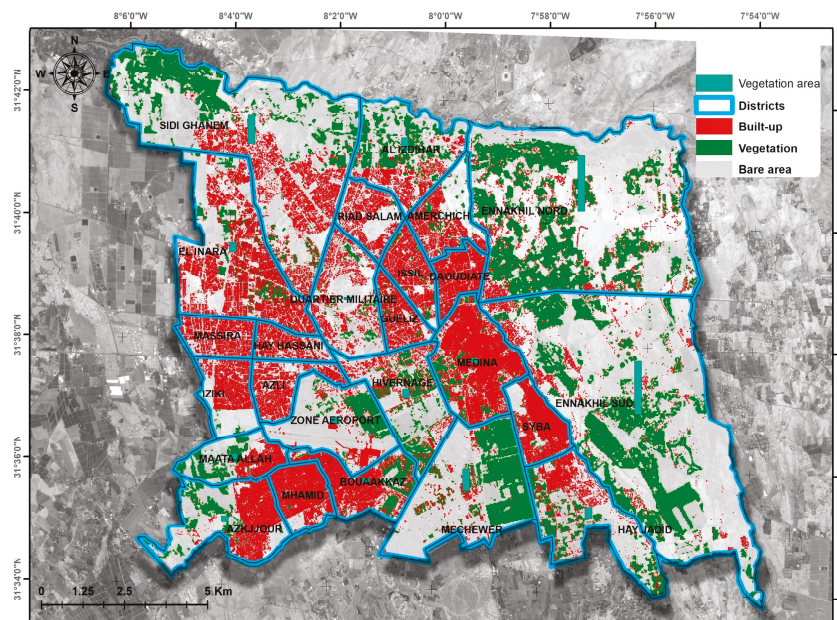 8°6'0"W 8°4'0"W 8°2'0"W 8°0'0"W 7°58'0"W 7°56'0"W 7°54'0"W
31°42'0"N
31°40'0"N
31°38'0"N
31°36'0"N
31°34'0"N
N
W E
S
Vegetation area
Districts
Built-up
Vegetation
Bare area
SIDI GHANEM
AL IZDIHAR
RIAD SALAM
AMERCHICH
ENNAKHIL NORD
EL INARA
ISSIL
DAOUDIATE
QUARTIER MILITAIRE
GUELIZ
MASSIRA
HAY HASSANI
MEDINA
IZIKI
AZLI
HIVERNAGE
ENNAKHIL SUD
ZONE AEROPORT
SYBA
MAATA ALLAH
MHAMID
BOUAAKKAZ
AZKJJOUR
MECHEWER
HAY JADID
0 1.25 2.5 5 Km